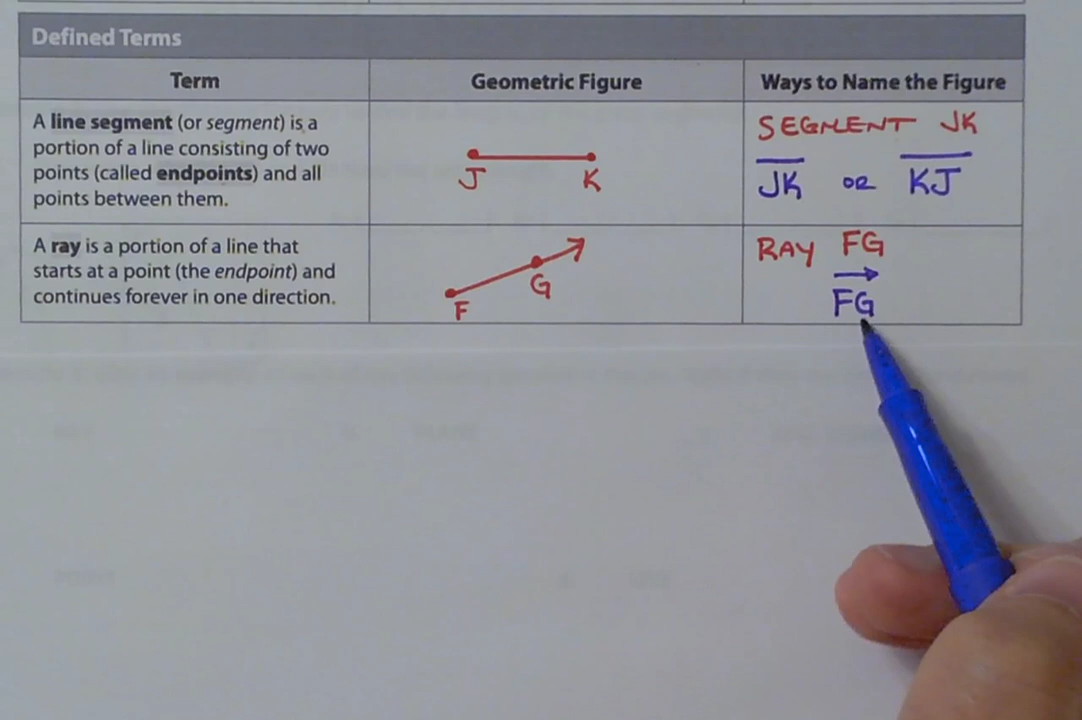 Defined Terms
Term Geometric Figure Ways to Name the Figure
A line segment (or segment) is a
portion of a line consisting of two
points (called endpoints) and all
points between them.
J K
SEGMENT JK
JK OR KJ
A ray is a portion of a line that
starts at a point (the endpoint) and
continues forever in one direction.
F G
RAY FG
FG